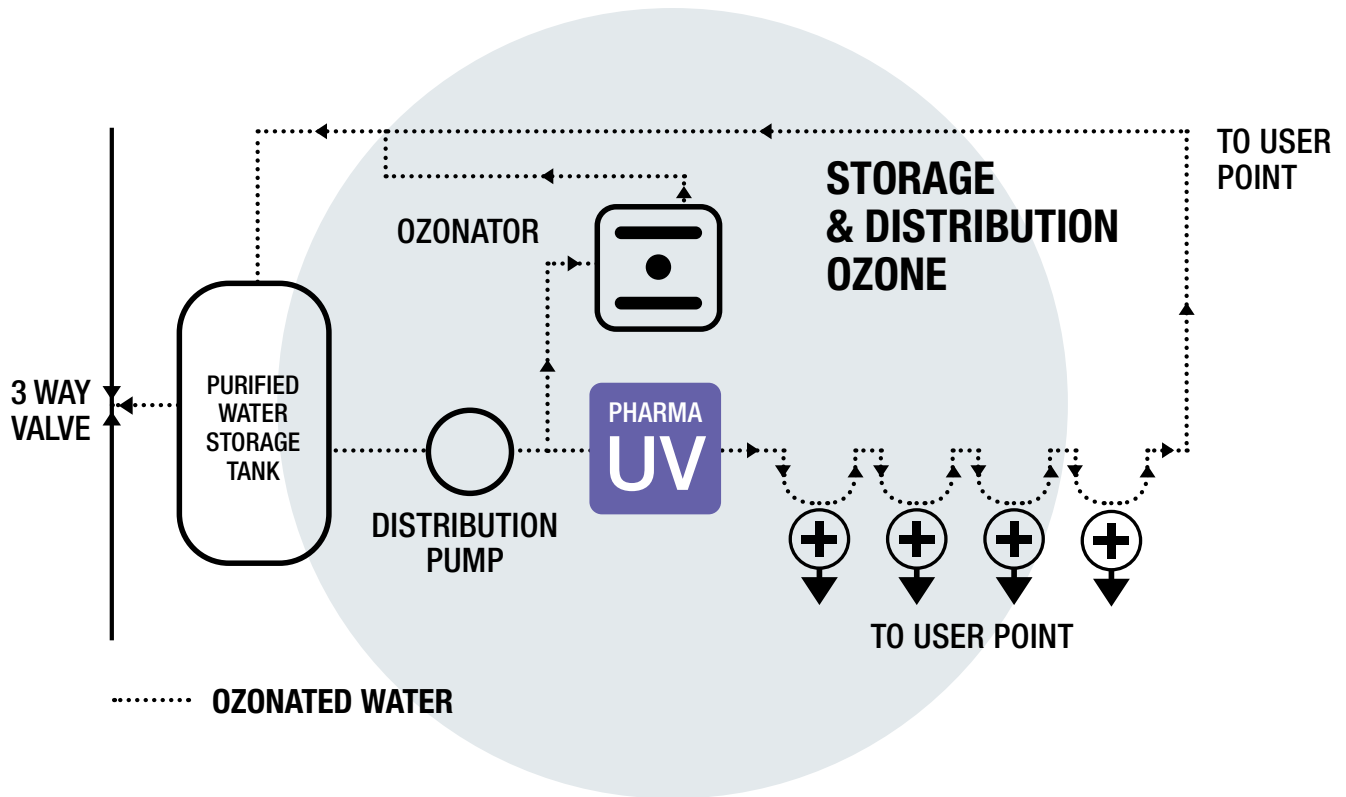 TO USER
POINT
STORAGE
& DISTRIBUTION
OZONE
OZONATOR
3 WAY
VALVE
PURIFIED
WATER
STORAGE
TANK
PHARMA
UV
DISTRIBUTION
PUMP
TO USER POINT
OZONATED WATER